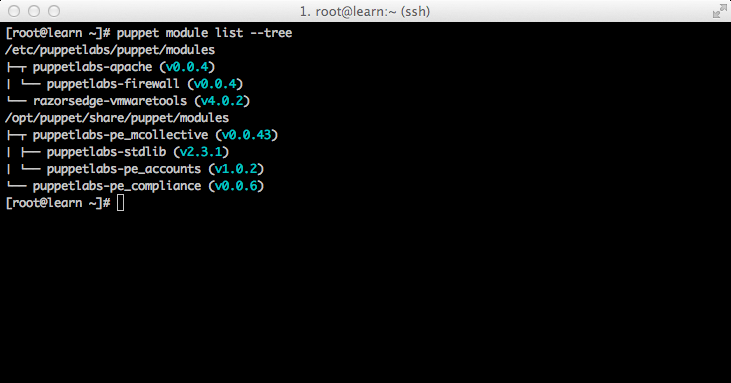 1. root@learn:~ (ssh)
[root@learn ~]# puppet module list --tree
/etc/puppetlabs/puppet/modules
├─┬ puppetlabs-apache (v0.0.4)
│ └── puppetlabs-firewall (v0.0.4)
└── razorsedge-vmwaretools (v4.0.2)
/opt/puppet/share/puppet/modules
├─┬ puppetlabs-pe_mcollective (v0.0.43)
│ ├── puppetlabs-stdlib (v2.3.1)
│ └── puppetlabs-pe_accounts (v1.0.2)
└── puppetlabs-pe_compliance (v0.0.6)
[root@learn ~]#